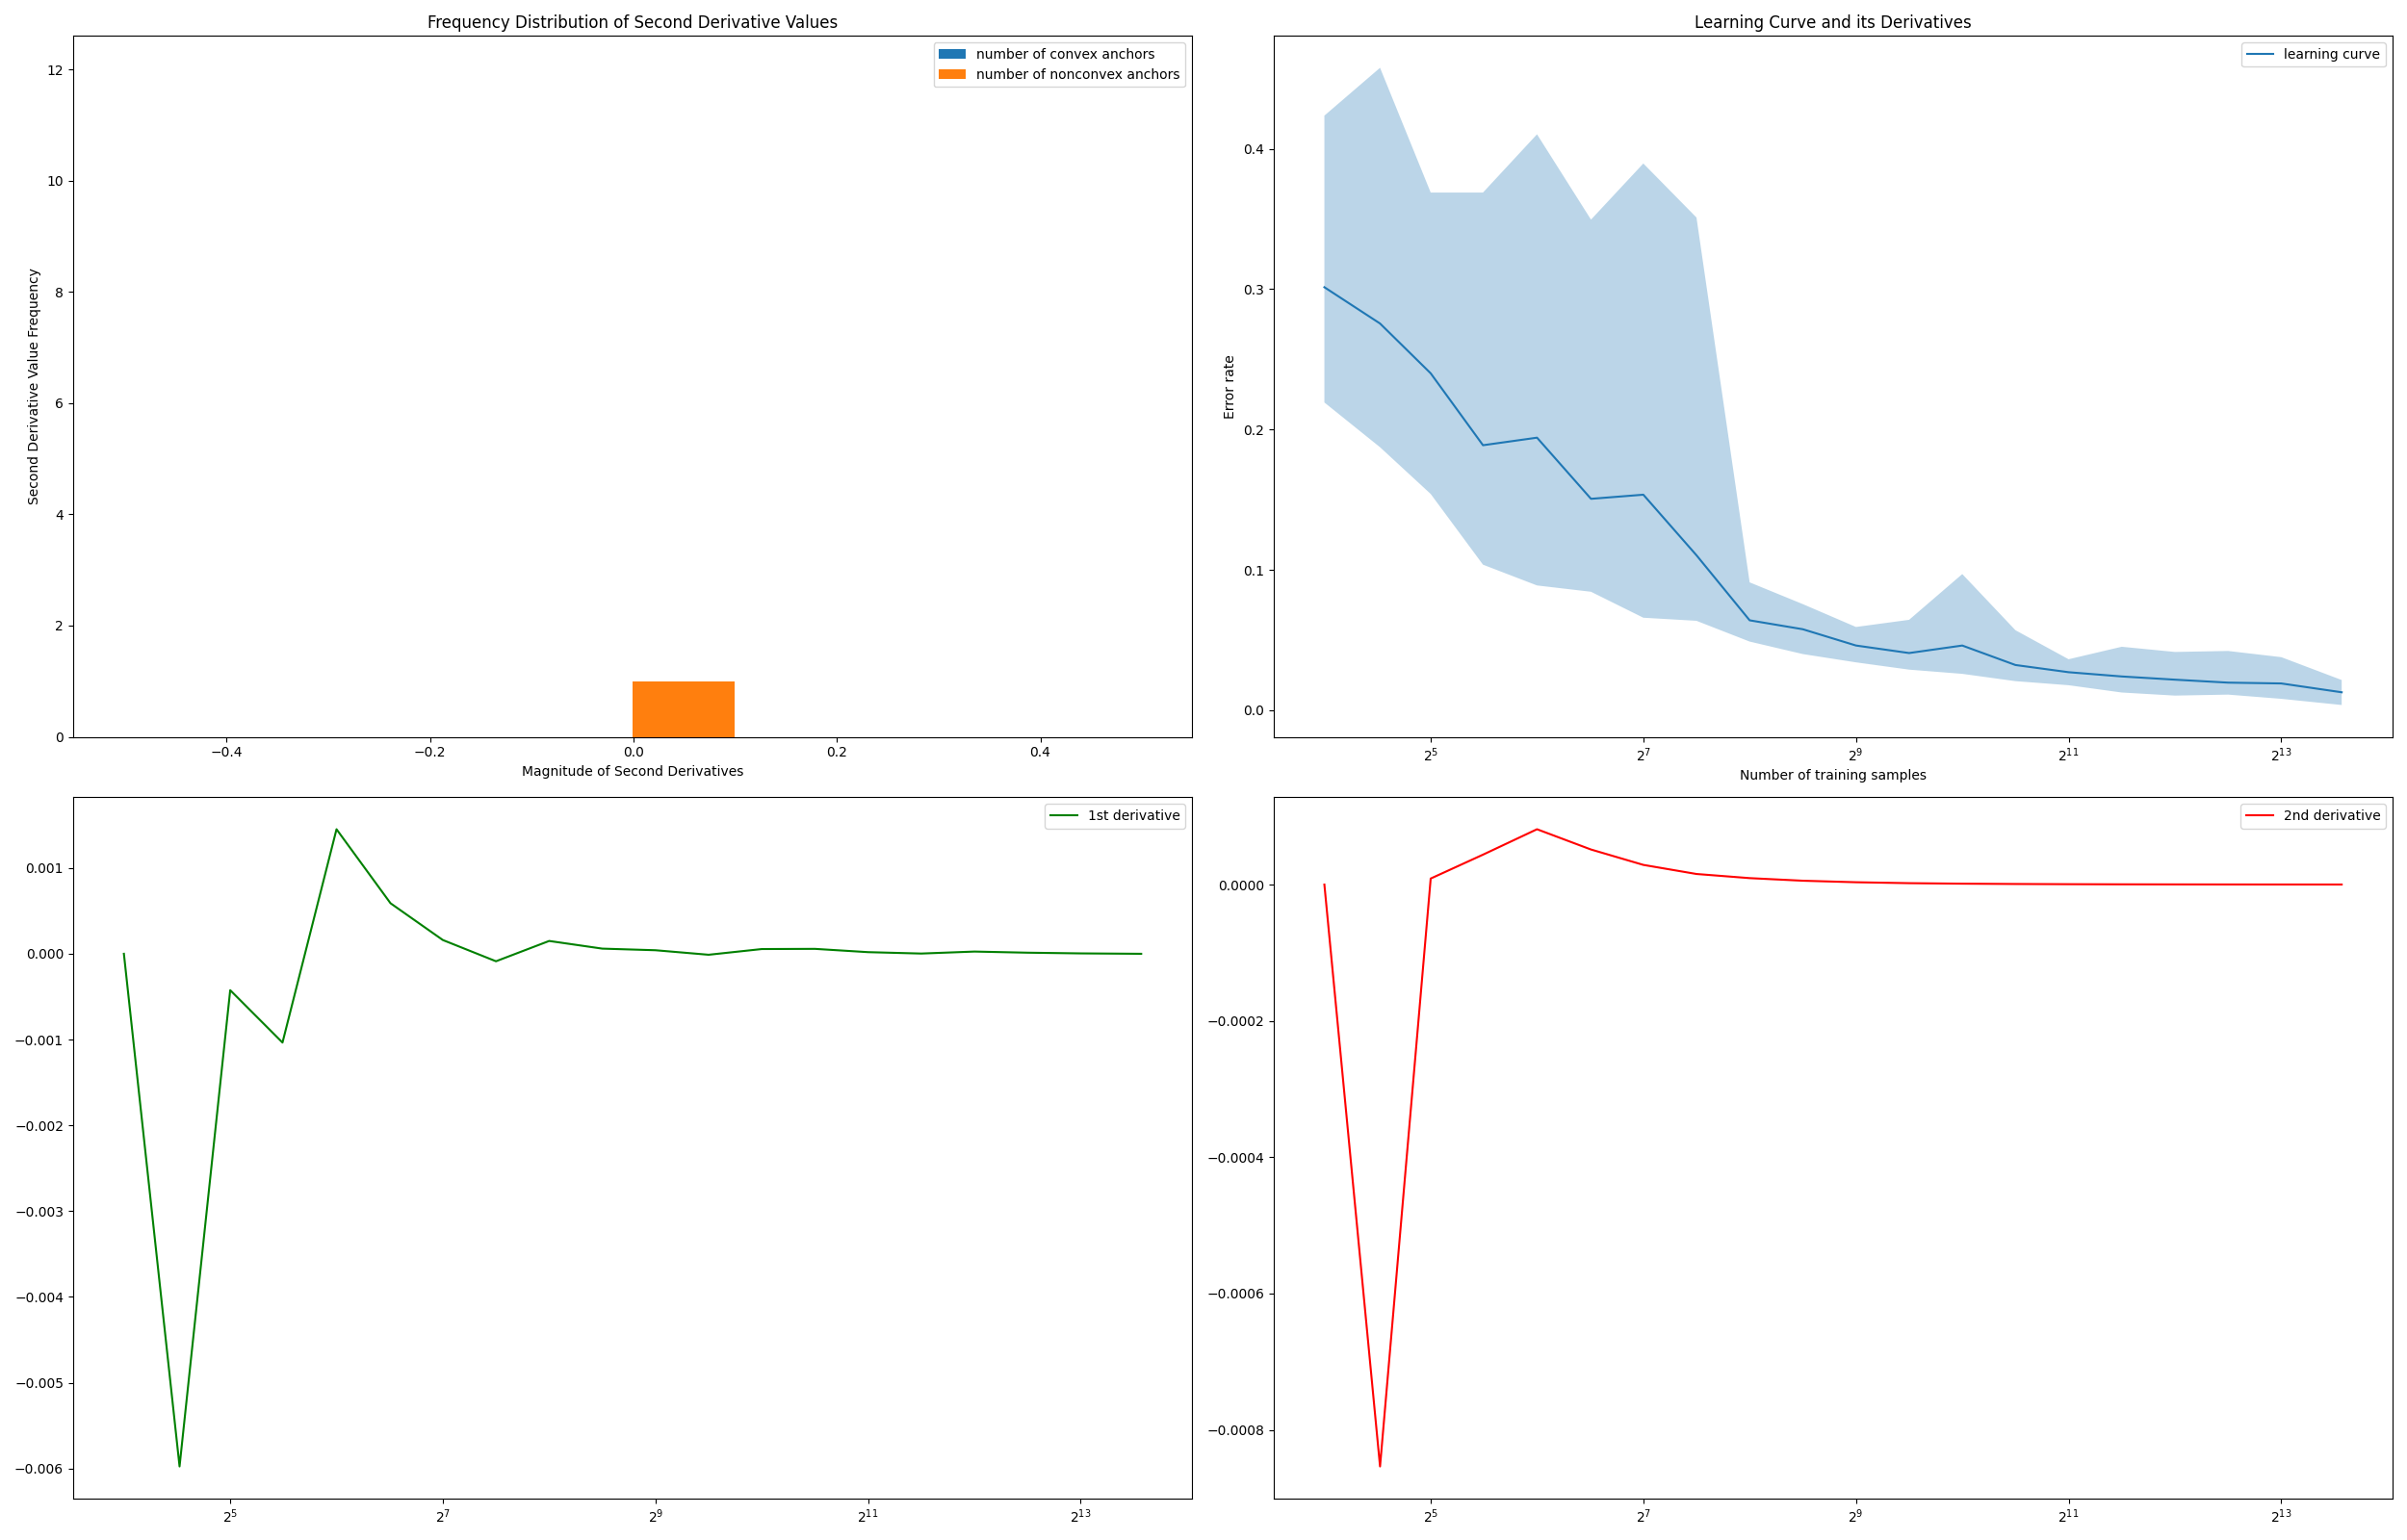 Frequency Distribution of Second Derivative Values
number of convex anchors
number of nonconvex anchors
Second Derivative Value Frequency
12
10
8
6
4
2
0
−0.4 −0.2 0.0 0.2 0.4
Magnitude of Second Derivatives
Learning Curve and its Derivatives
learning curve
Error rate
0.4
0.3
0.2
0.1
0.0
2^5 2^7 2^9 2^11 2^13
Number of training samples
1st derivative
0.001
0.000
−0.001
−0.002
−0.003
−0.004
−0.005
−0.006
2^5 2^7 2^9 2^11 2^13
2nd derivative
0.0000
−0.0002
−0.0004
−0.0006
−0.0008
2^5 2^7 2^9 2^11 2^13